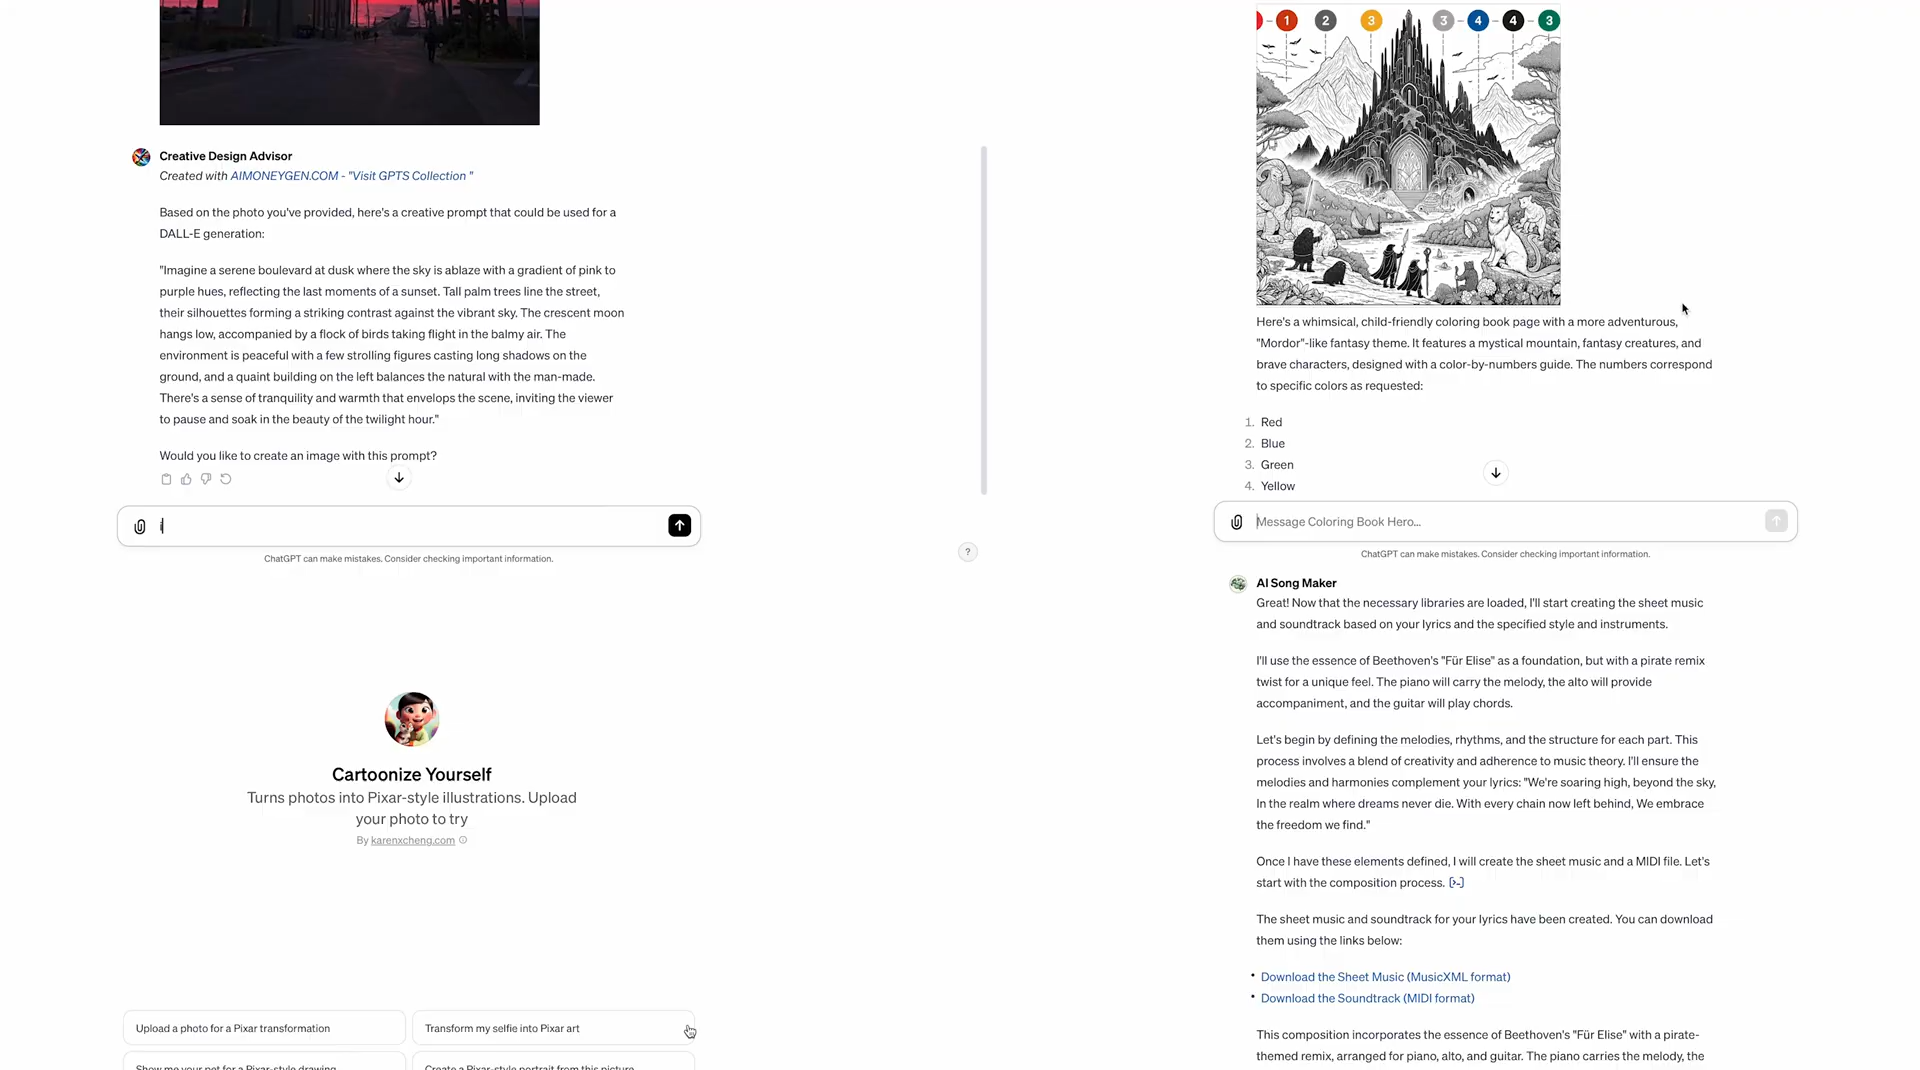 Creative Design Advisor
Created with AIMONEYGEN.COM - "Visit GPTS Collection "
Based on the photo you've provided, here's a creative prompt that could be used for a
DALL-E generation:
"Imagine a serene boulevard at dusk where the sky is ablaze with a gradient of pink to
purple hues, reflecting the last moments of a sunset. Tall palm trees line the street,
their silhouettes forming a striking contrast against the vibrant sky. The crescent moon
hangs low, accompanied by a flock of birds taking flight in the balmy air. The
environment is peaceful with a few strolling figures casting long shadows on the
ground, and a quaint building on the left balances the natural with the man-made.
There's a sense of tranquility and warmth that envelops the scene, inviting the viewer
to pause and soak in the beauty of the twilight hour."
Would you like to create an image with this prompt?
i
ChatGPT can make mistakes. Consider checking important information.
?
Cartoonize Yourself
Turns photos into Pixar-style illustrations. Upload
your photo to try
By karenxcheng.com
Upload a photo for a Pixar transformation
Transform my selfie into Pixar art
Show me your pet for a Pixar-style drawing
Create a Pixar-style portrait from this picture
1 2 3 3 4 4 3
Here's a whimsical, child-friendly coloring book page with a more adventurous,
"Mordor"-like fantasy theme. It features a mystical mountain, fantasy creatures, and
brave characters, designed with a color-by-numbers guide. The numbers correspond
to specific colors as requested:
1. Red
2. Blue
3. Green
4. Yellow
Message Coloring Book Hero...
ChatGPT can make mistakes. Consider checking important information.
AI Song Maker
Great! Now that the necessary libraries are loaded, I'll start creating the sheet music
and soundtrack based on your lyrics and the specified style and instruments.
I'll use the essence of Beethoven's "Für Elise" as a foundation, but with a pirate remix
twist for a unique feel. The piano will carry the melody, the alto will provide
accompaniment, and the guitar will play chords.
Let's begin by defining the melodies, rhythms, and the structure for each part. This
process involves a blend of creativity and adherence to music theory. I'll ensure the
melodies and harmonies complement your lyrics: "We're soaring high, beyond the sky,
In the realm where dreams never die. With every chain now left behind, We embrace
the freedom we find."
Once I have these elements defined, I will create the sheet music and a MIDI file. Let's
start with the composition process. [>-]
The sheet music and soundtrack for your lyrics have been created. You can download
them using the links below:
• Download the Sheet Music (MusicXML format)
• Download the Soundtrack (MIDI format)
This composition incorporates the essence of Beethoven's "Für Elise" with a pirate-
themed remix, arranged for piano, alto, and guitar. The piano carries the melody, the